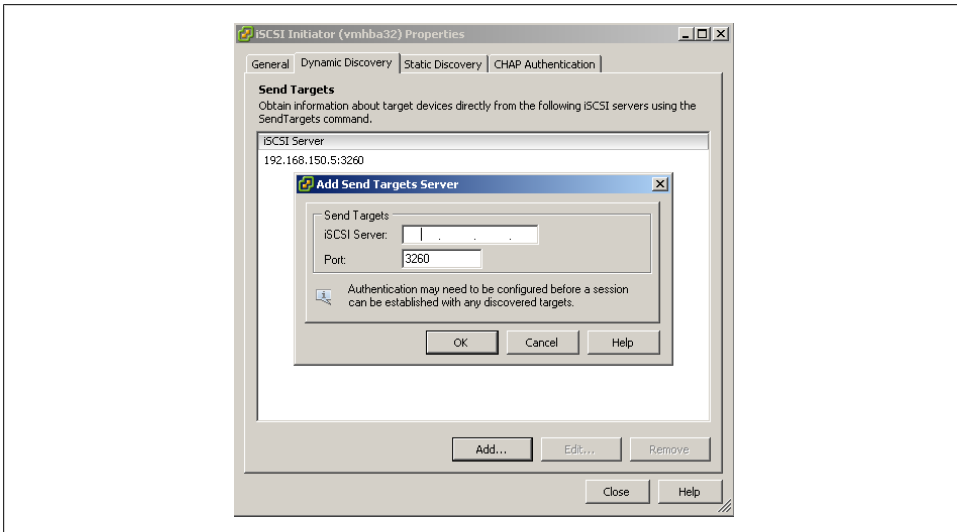 iSCSI Initiator (vmhba32) Properties
General
Dynamic Discovery
Static Discovery
CHAP Authentication
Send Targets
Obtain information about target devices directly from the following iSCSI servers using the
SendTargets command.
iSCSI Server
192.168.150.5:3260
Add Send Targets Server
Send Targets
iSCSI Server: . . .
Port: 3260
Authentication may need to be configured before a session
can be established with any discovered targets.
OK Cancel Help
Add... Edit... Remove
Close Help